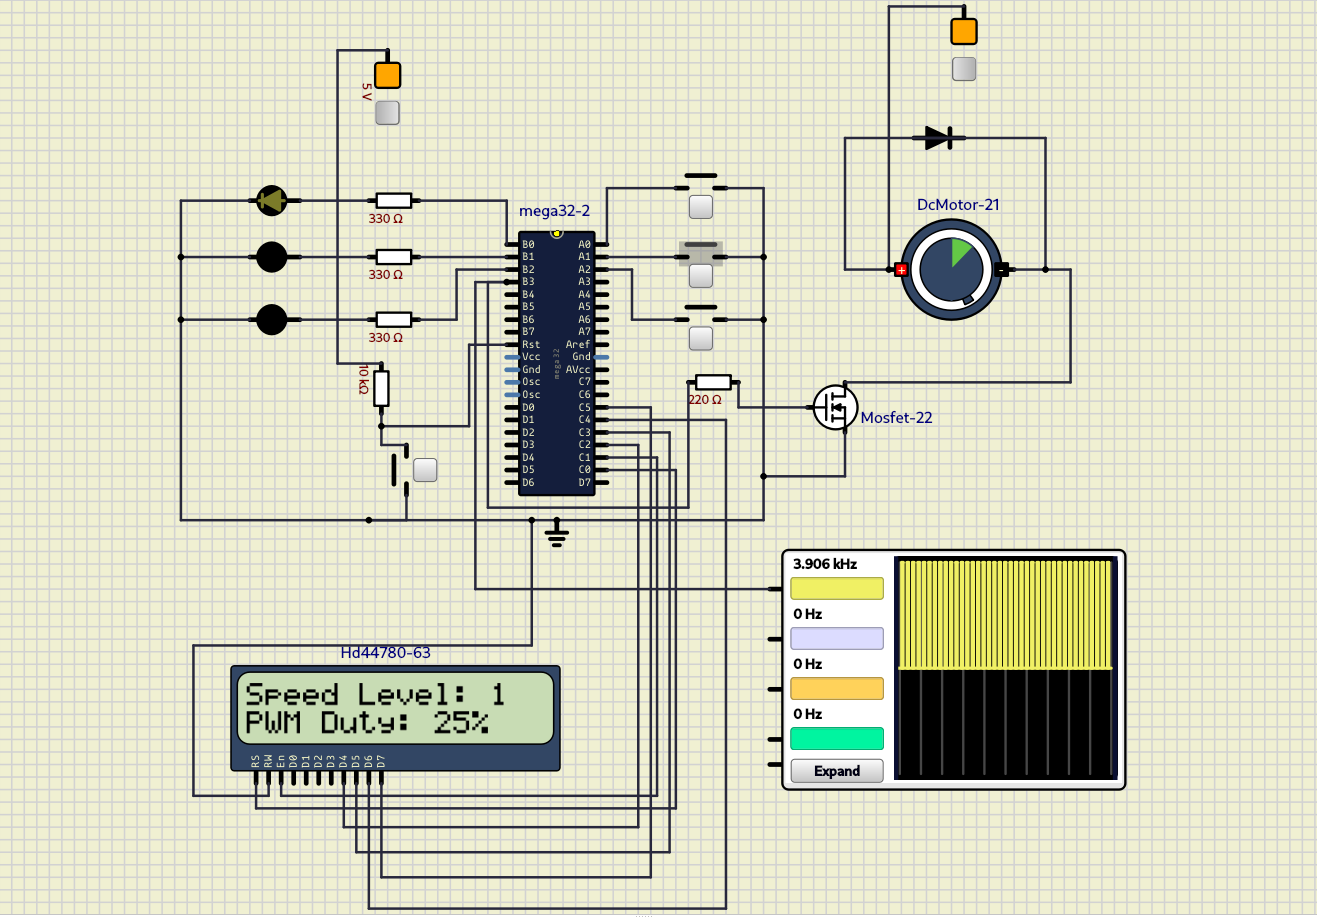 5 V
330 Ω
330 Ω
330 Ω
10 kΩ
mega32-2
B0 A0
B1 A1
B2 A2
B3 A3
B4 A4
B5 A5
B6 A6
B7 A7
Rst Aref
Vcc Gnd
Gnd AVcc
Osc C7
Osc C6
D0 C5
D1 C4
D2 C3
D3 C2
D4 C1
D5 C0
D6 D7
mega32
220 Ω
DcMotor-21
+ -
Mosfet-22
Hd44780-63
Speed Level: 1
PWM Duty: 25%
RS RW En D0 D1 D2 D3 D4 D5 D6 D7
3.906 kHz
0 Hz
0 Hz
0 Hz
Expand